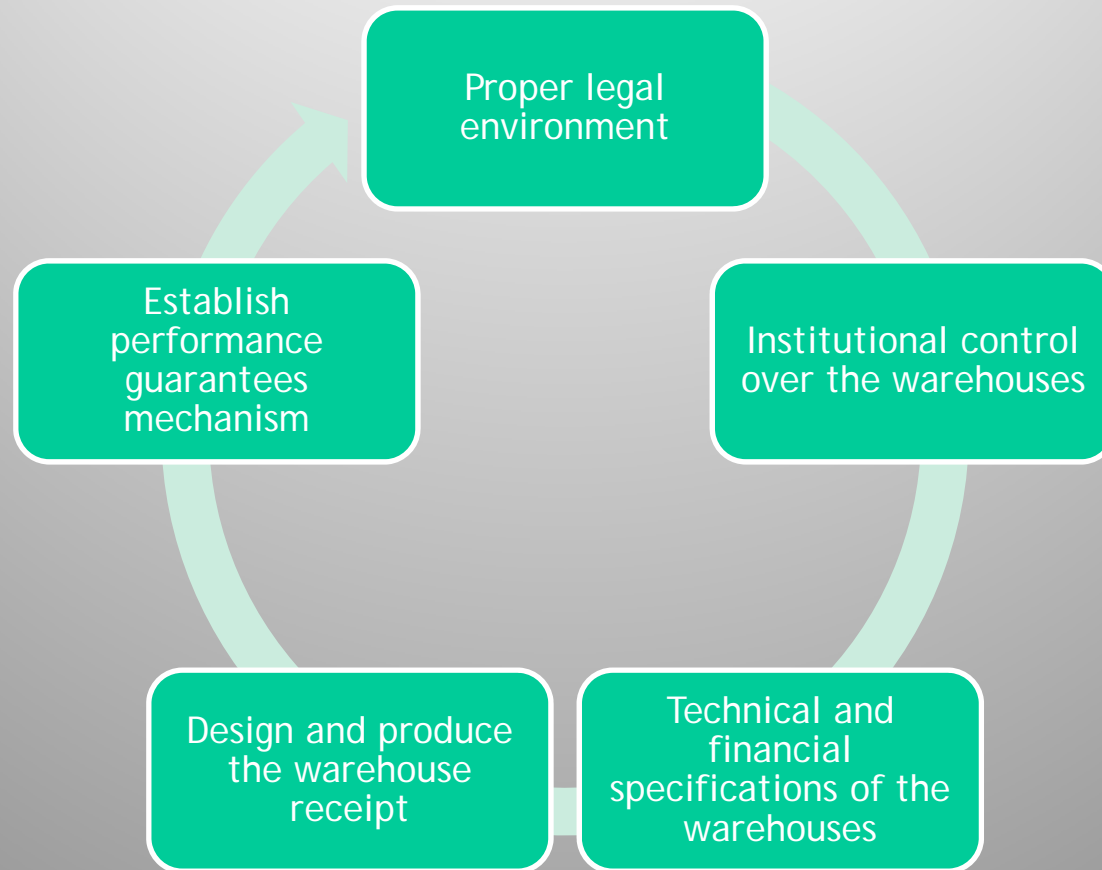 Proper legal
environment
Institutional control
over the warehouses
Technical and
financial
specifications of the
warehouses
Design and produce
the warehouse
receipt
Establish
performance
guarantees
mechanism